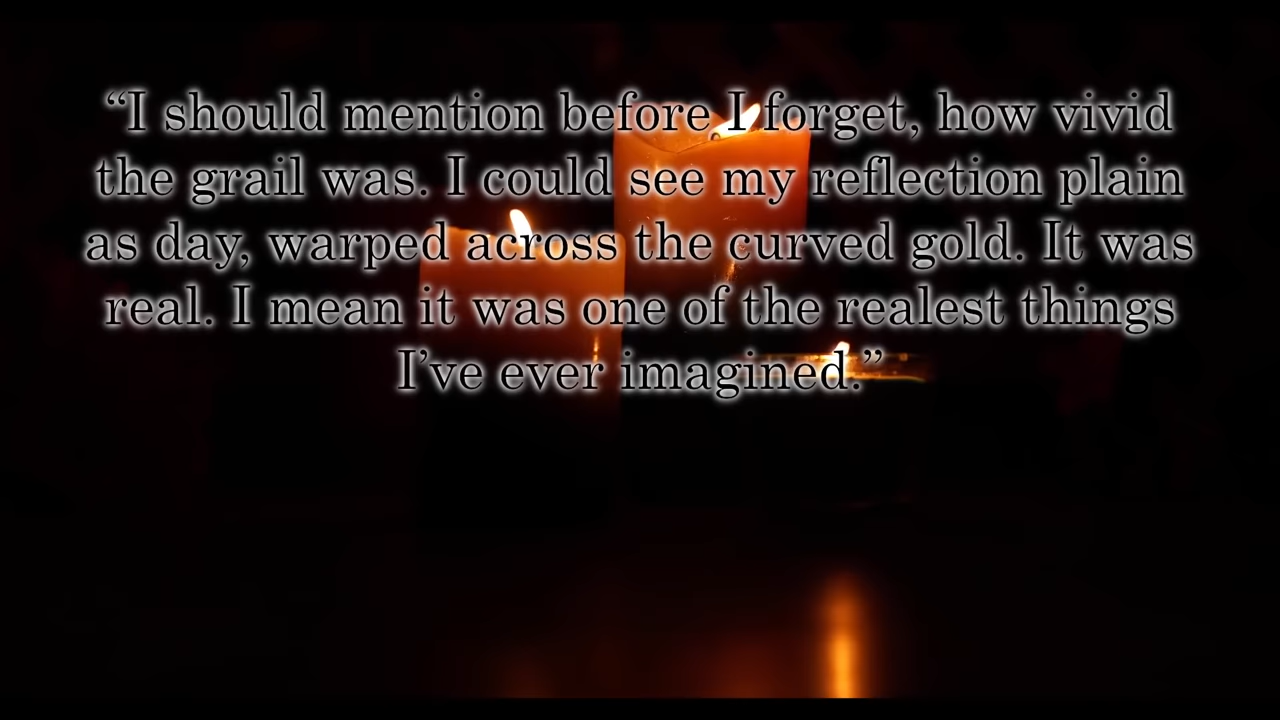 “I should mention before I forget, how vivid
the grail was. I could see my reflection plain
as day, warped across the curved gold. It was
real. I mean it was one of the realest things
I’ve ever imagined.”